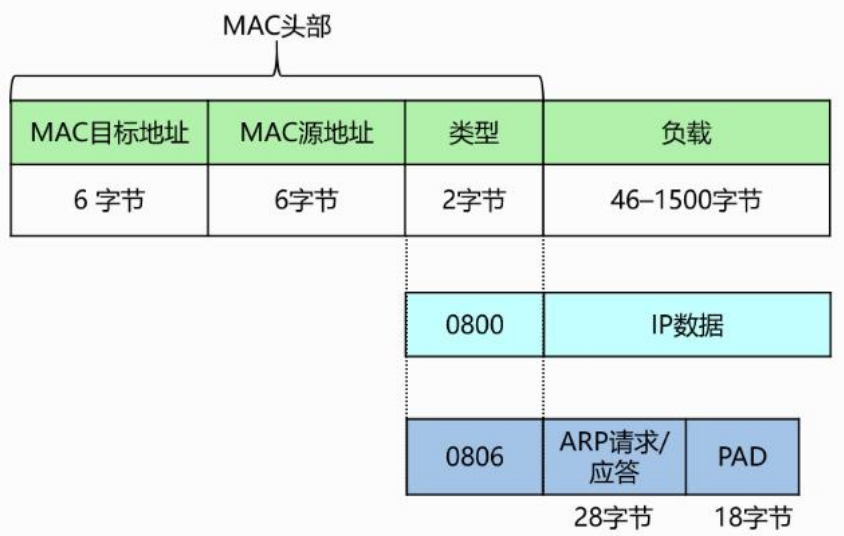 MAC头部
MAC目标地址 MAC源地址 类型 负载
6 字节 6字节 2字节 46–1500字节
0800 IP数据
0806 ARP请求/
应答 PAD
28字节 18字节